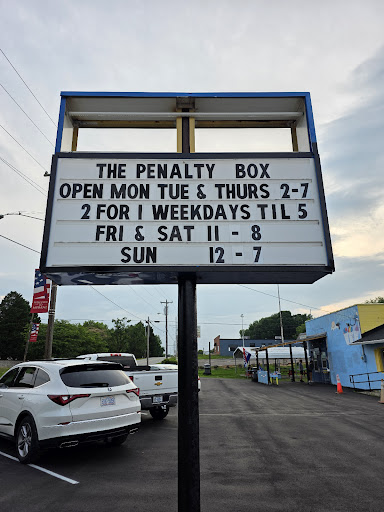 THE PENALTY BOX
OPEN MON TUE & THURS 2-7
2 FOR 1 WEEKDAYS TIL 5
FRI & SAT 11 - 8
SUN 12 - 7